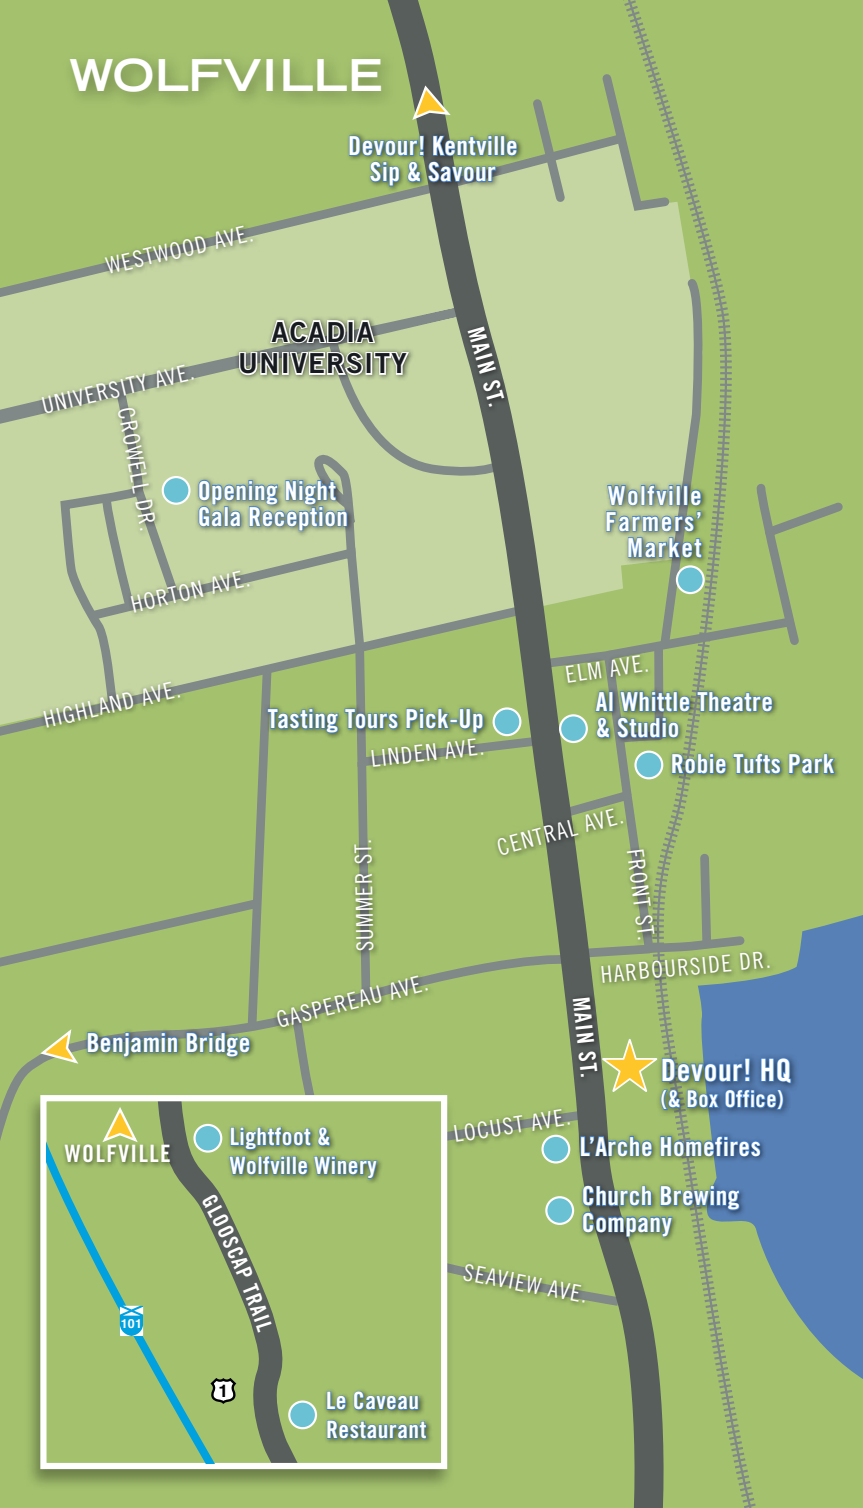 WOLFVILLE
Devour! Kentville
Sip & Savour
WESTWOOD AVE.
ACADIA
UNIVERSITY
MAIN ST.
UNIVERSITY AVE.
CROWELL DR.
Opening Night
Gala Reception
Wolfville
Farmers'
Market
HORTON AVE.
HIGHLAND AVE.
ELM AVE.
Al Whittle Theatre
& Studio
Tasting Tours Pick-Up
LINDEN AVE.
Robie Tufts Park
CENTRAL AVE.
SUMMER ST.
FRONT ST.
HARBOURSIDE DR.
GASPEREAU AVE.
MAIN ST.
Benjamin Bridge
Devour! HQ
(& Box Office)
LOCUST AVE.
L'Arche Homefires
Church Brewing
Company
SEAVIEW AVE.
WOLFVILLE
Lightfoot &
Wolfville Winery
GLOOSCAP TRAIL
101
1
Le Caveau
Restaurant